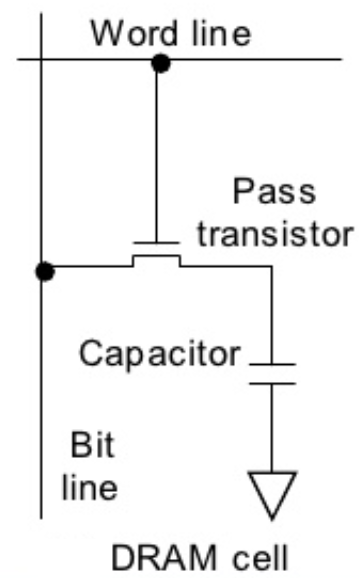 Word line
Pass
transistor
Capacitor
Bit
line
DRAM cell